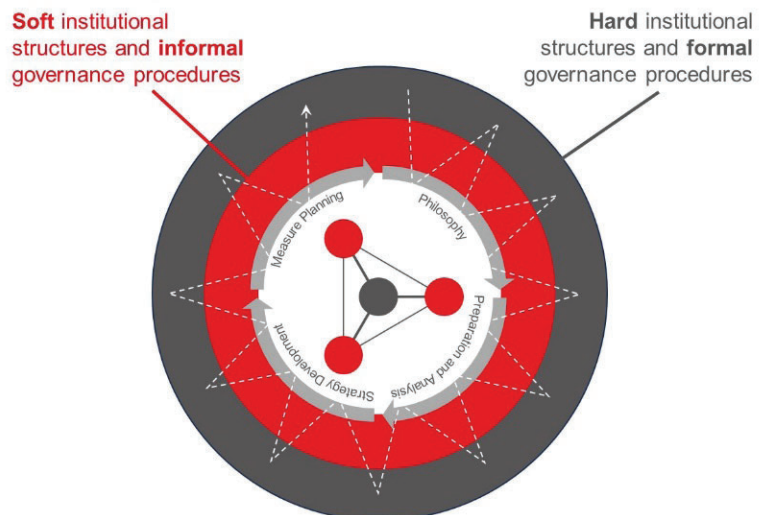 Soft institutional
structures and informal
governance procedures
Hard institutional
structures and formal
governance procedures
Measure Planning
Philosophy
Strategy Development
Preparation and Analysis